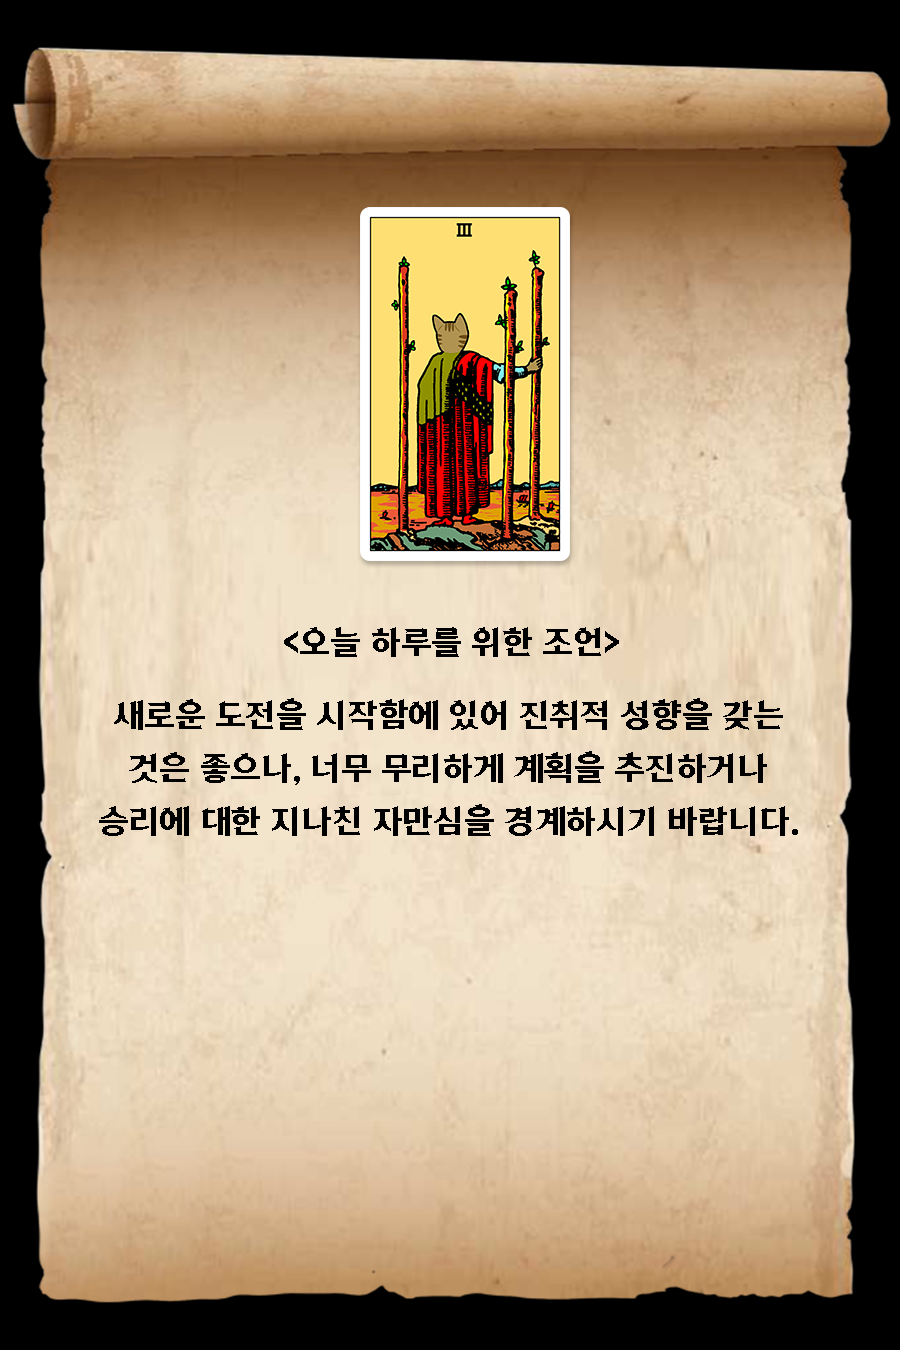 III
<오늘 하루를 위한 조언>
새로운 도전을 시작함에 있어 진취적 성향을 갖는
것은 좋으나, 너무 무리하게 계획을 추진하거나
승리에 대한 지나친 자만심을 경계하시기 바랍니다.